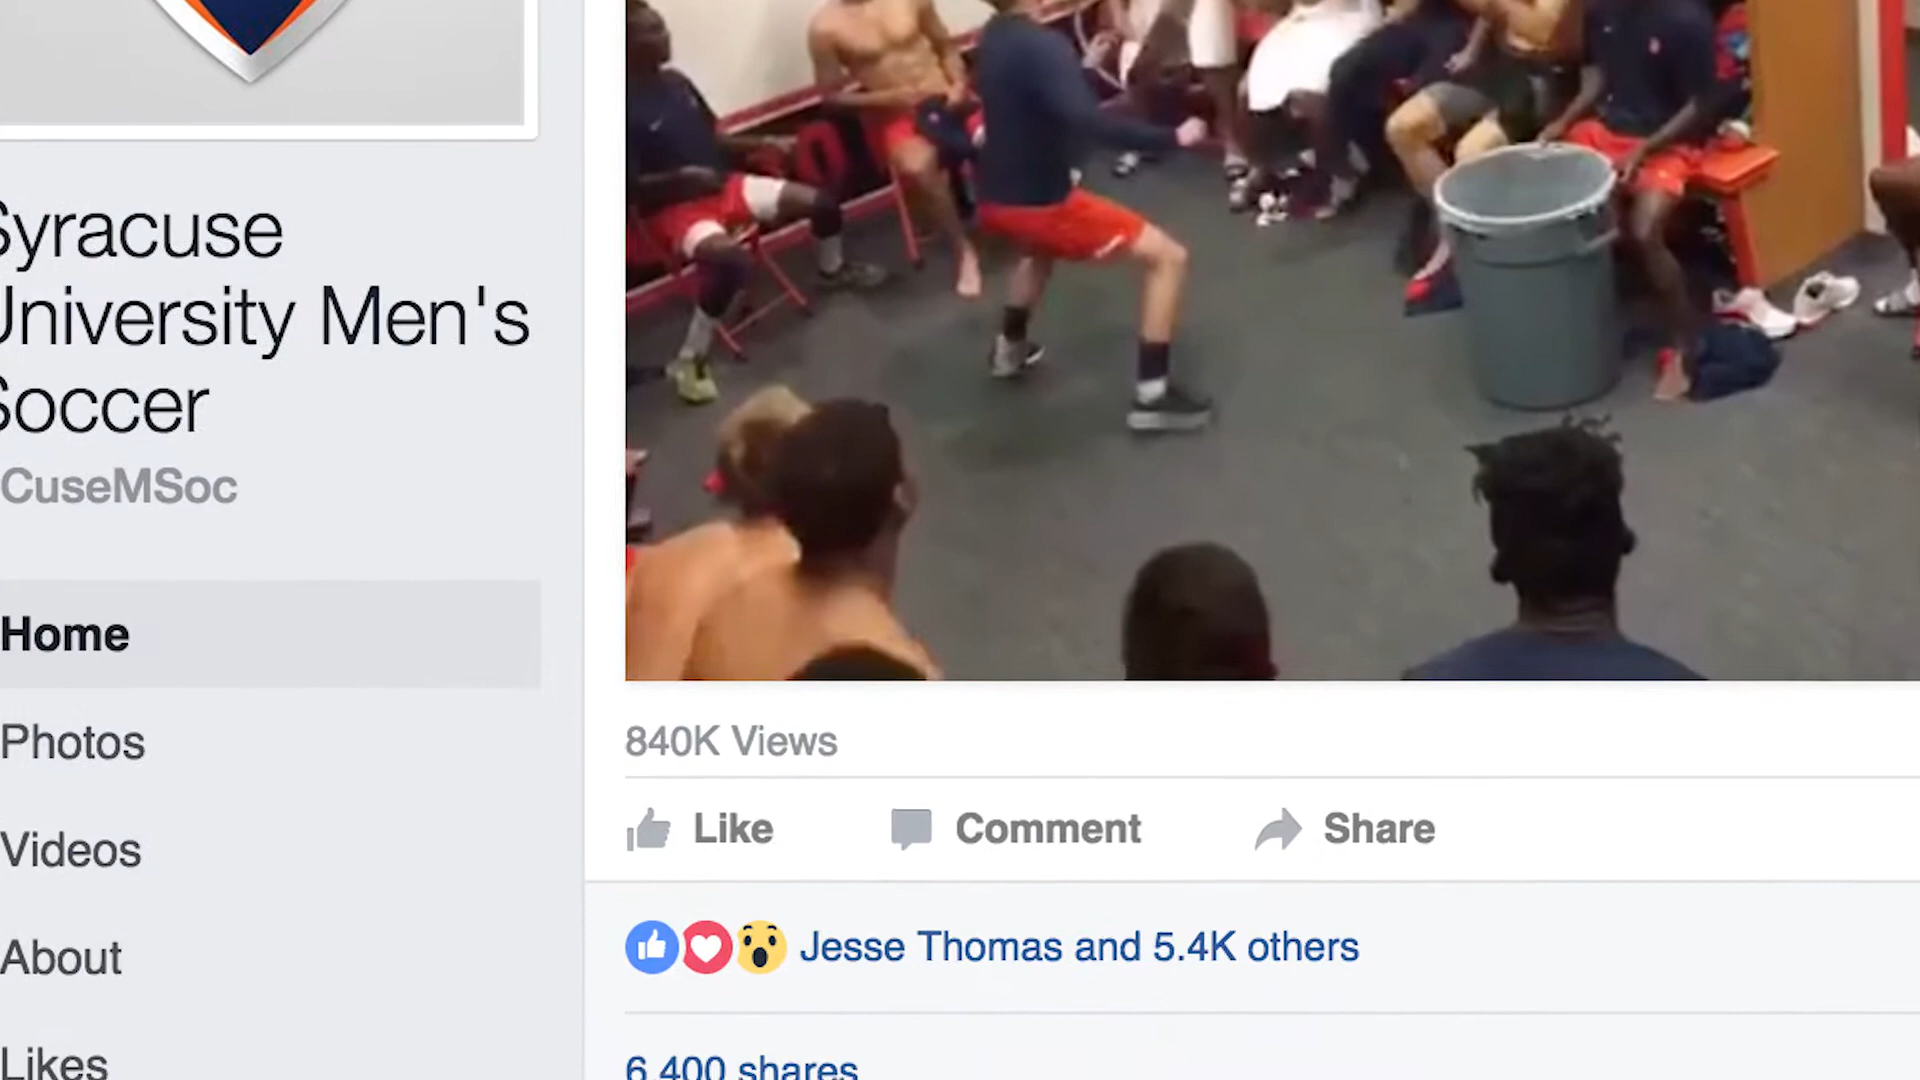 Syracuse
University Men's
Soccer
CuseMSoc
Home
Photos
Videos
About
Likes
840K Views
Like
Comment
Share
Jesse Thomas and 5.4K others
6,400 shares